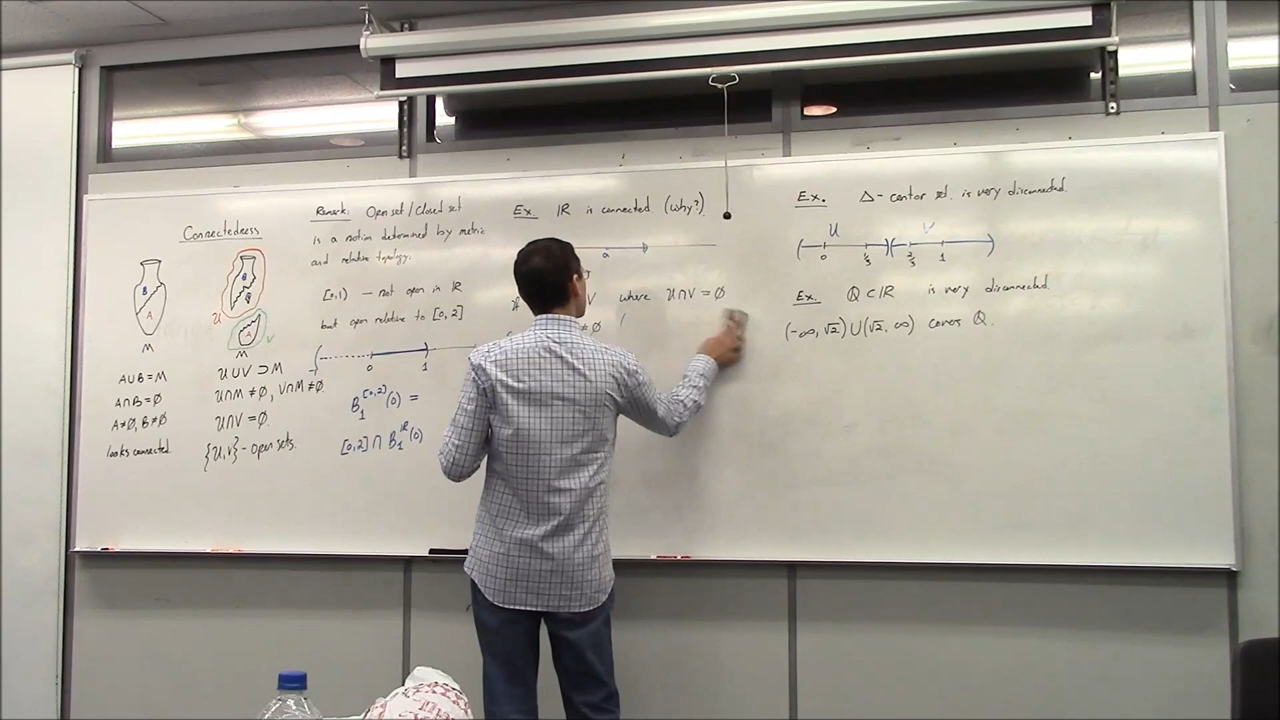 Connectedness
B
A
M
B
Q
A
U
V
M
A∪B=M
A∩B=∅
A≠∅, B≠∅
looks connected.
U∪V⊃M
U∩M≠∅, V∩M≠∅.
U∩V=∅.
{U,V}-open sets.
Remark: Open set/Closed set
is a notion determined by metric
and relative topology.
[0,1) — not open in ℝ
but open relative to [0,2]
0 1
B₁^[0,2](0) =
[0,2]∩B₁^ℝ(0)
Ex. ℝ is connected (why?).
a
If V where U∩V=∅
≠∅
Ex. Δ-cantor set is very disconnected.
U V
0 1/3 2/3 1
Ex. ℚ⊂ℝ is very disconnected.
(-∞,√2)∪(√2,∞) covers ℚ.